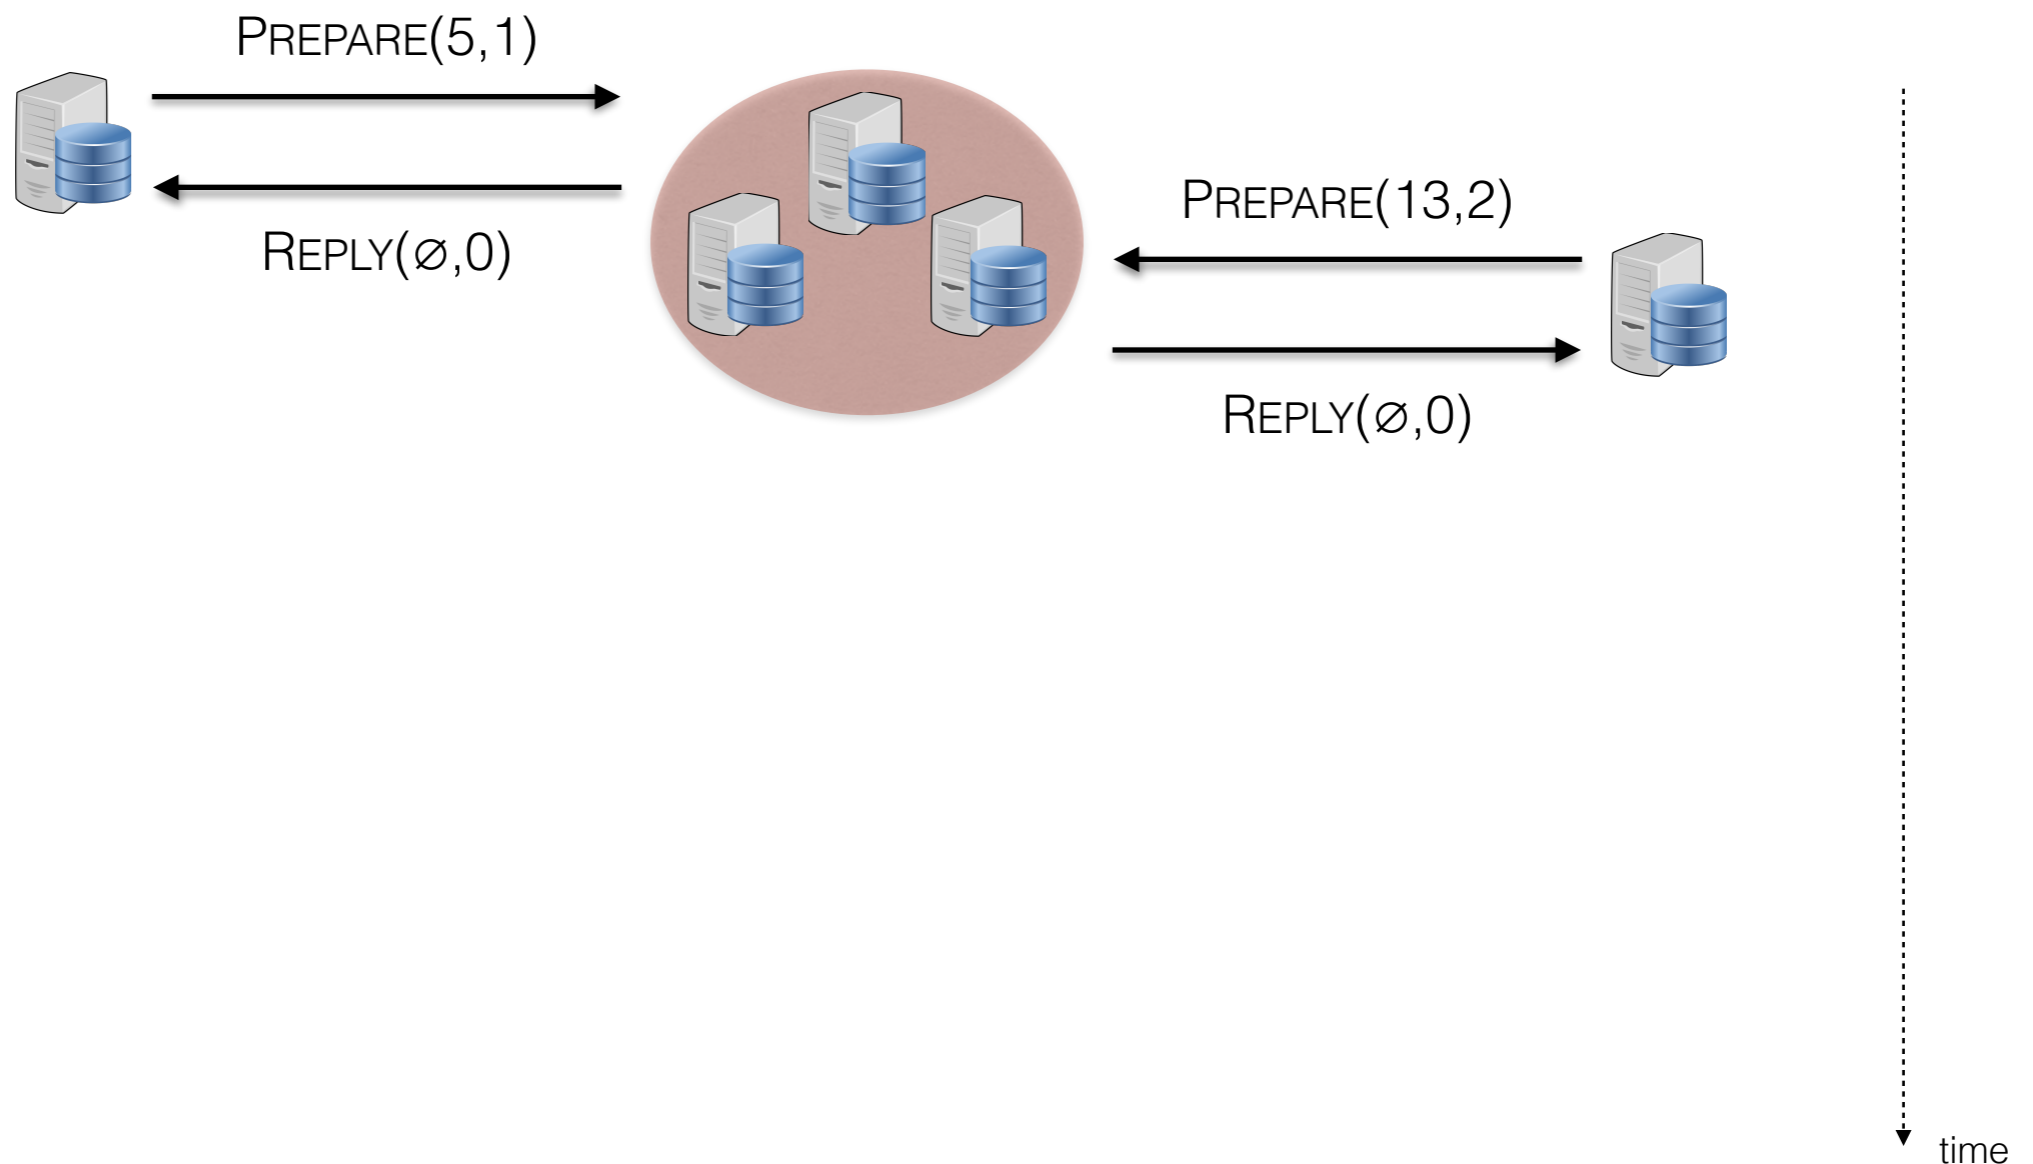 PREPARE(5,1)
REPLY(∅,0)
PREPARE(13,2)
REPLY(∅,0)
time